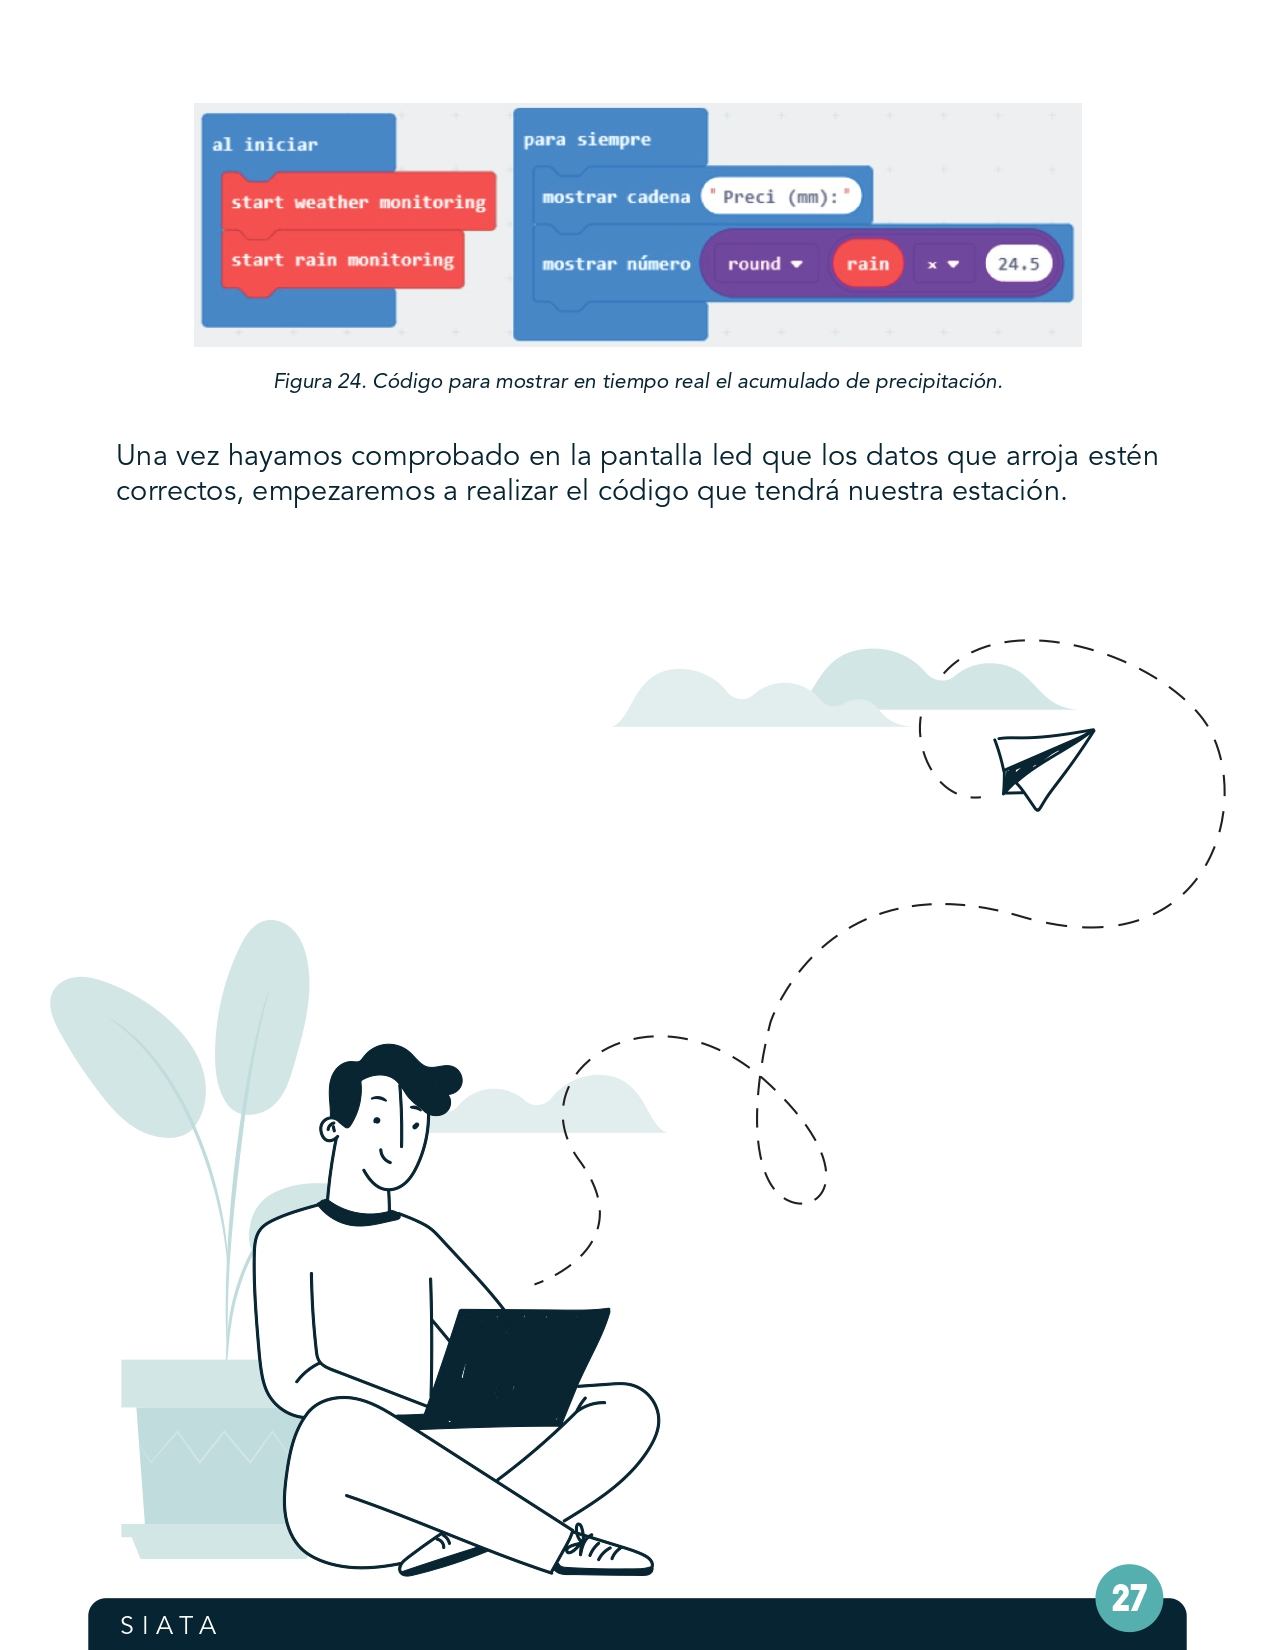 al iniciar
start weather monitoring
start rain monitoring
para siempre
mostrar cadena "Preci (mm):"
mostrar número round rain × 24.5
Figura 24. Código para mostrar en tiempo real el acumulado de precipitación.
Una vez hayamos comprobado en la pantalla led que los datos que arroja estén
correctos, empezaremos a realizar el código que tendrá nuestra estación.
SIATA
27